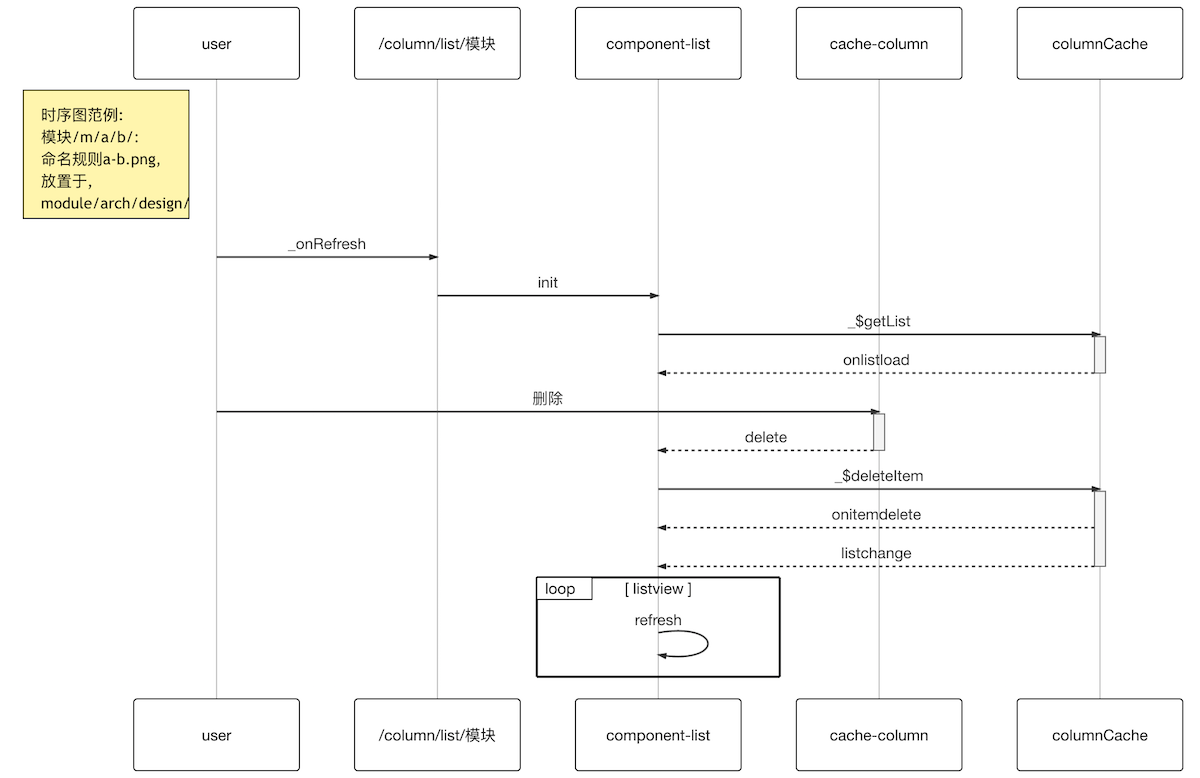 user
/column/list/模块
component-list
cache-column
columnCache
时序图范例:
模块/m/a/b/:
命名规则a-b.png,
放置于,
module/arch/design/
_onRefresh
init
_$getList
onlistload
删除
delete
_$deleteItem
onitemdelete
listchange
loop
[ listview ]
refresh
user
/column/list/模块
component-list
cache-column
columnCache